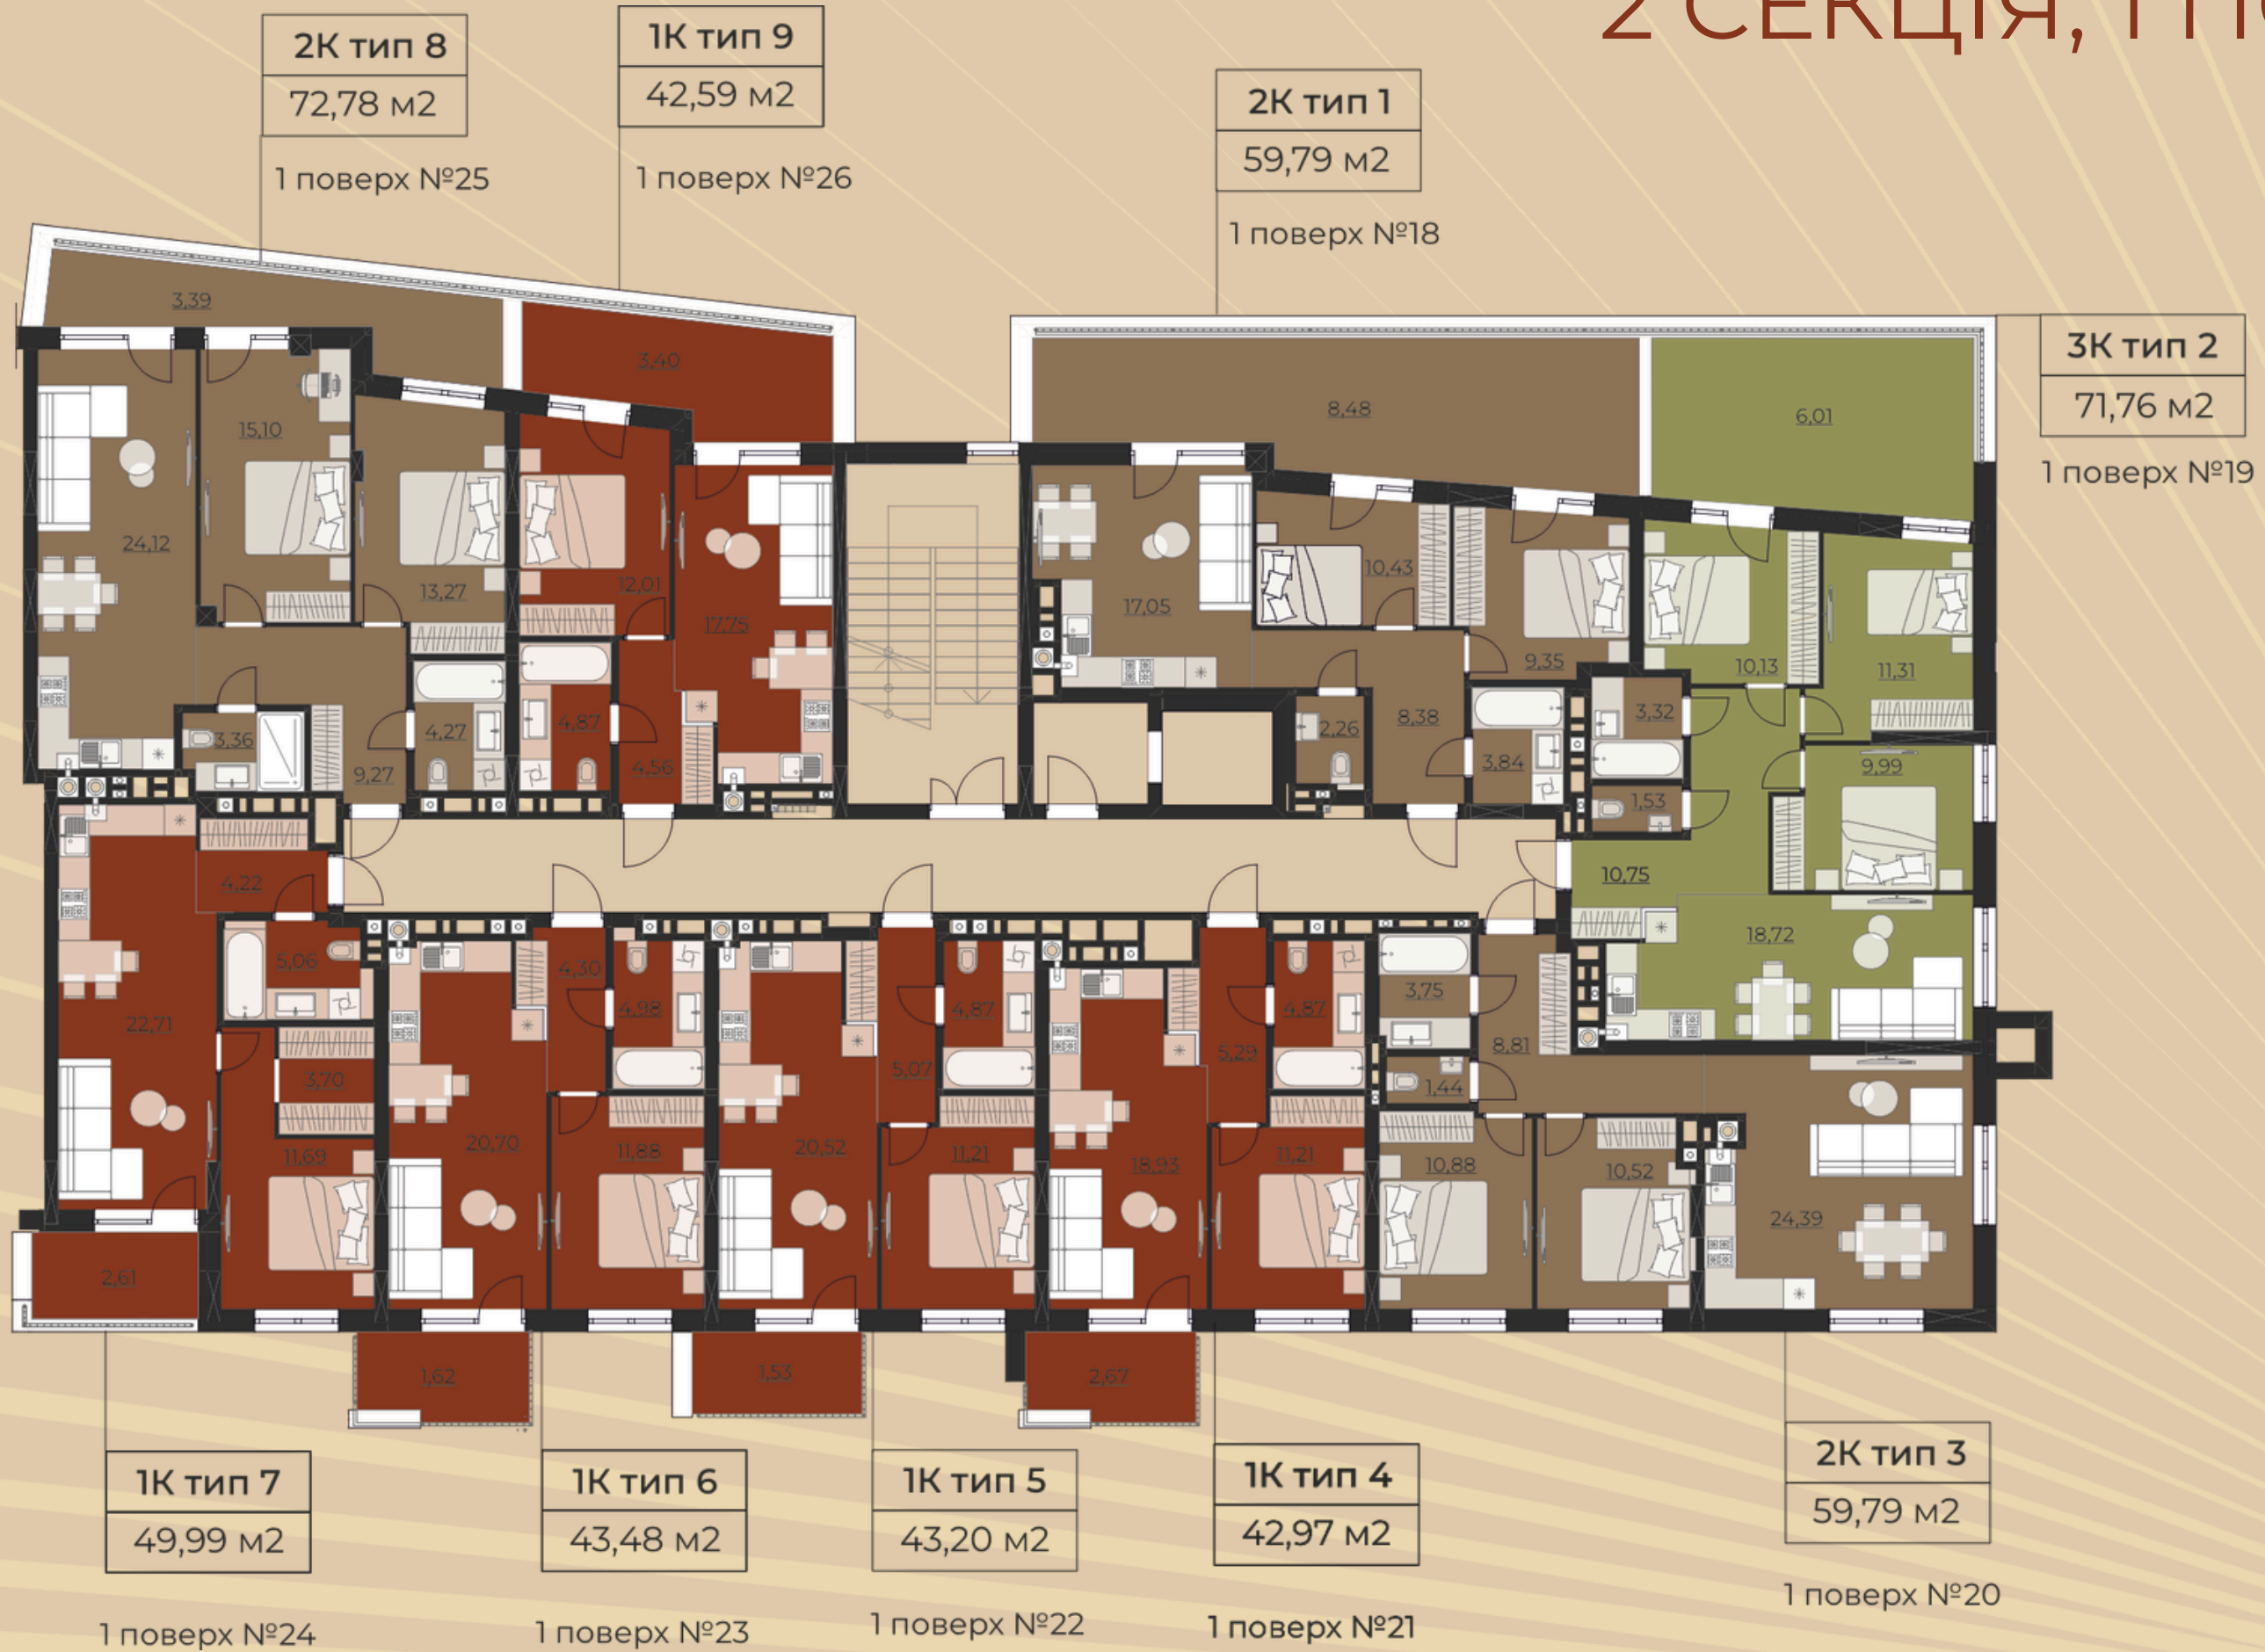 2 СЕКЦІЯ, 1
2К тип 8
72,78 м2
1 поверх №25
1К тип 9
42,59 м2
1 поверх №26
2К тип 1
59,79 м2
1 поверх №18
3К тип 2
71,76 м2
1 поверх №19
3,39
3,40
8,48
6,01
15,10
24,12
13,27
12,01
17,75
17,05
10,43
9,35
10,13
11,31
3,36
9,27
4,27
4,87
4,56
2,26
8,38
3,84
3,32
1,53
9,99
4,22
10,75
18,72
5,06
22,71
3,70
11,69
2,61
4,30
4,98
20,70
11,88
1,62
5,07
4,87
20,52
11,21
1,53
5,29
4,87
18,93
11,21
2,67
3,75
1,44
8,81
10,88
10,52
24,39
1К тип 7
49,99 м2
1 поверх №24
1К тип 6
43,48 м2
1 поверх №23
1К тип 5
43,20 м2
1 поверх №22
1К тип 4
42,97 м2
1 поверх №21
2К тип 3
59,79 м2
1 поверх №20